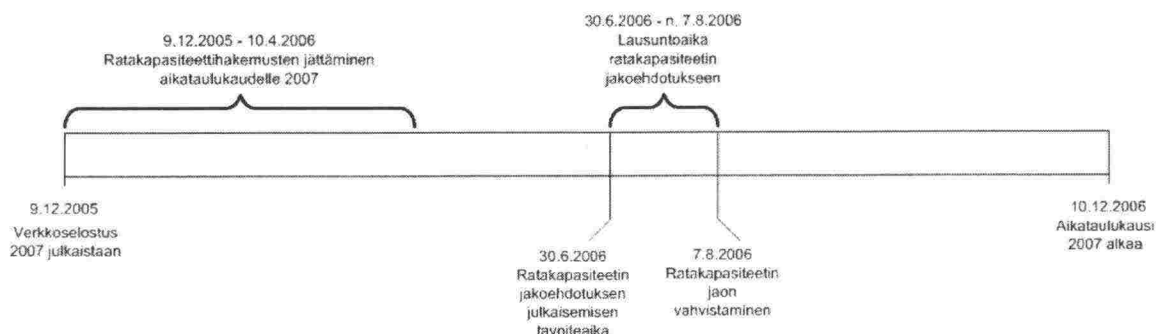 9.12.2005 - 10.4.2006
Ratakapasiteettihakemusten jättäminen
aikataulukaudelle 2007
30.6.2006 - n. 7.8.2006
Lausuntoaika
ratakapasiteetin
jakoehdotukseen
9.12.2005
Verkkoselostus
2007 julkaistaan
30.6.2006
Ratakapasiteetin
jakoehdotuksen
julkaisemisen
tavoiteaika
7.8.2006
Ratakapasiteetin
jaon
vahvistaminen
10.12.2006
Aikataulukausi
2007 alkaa